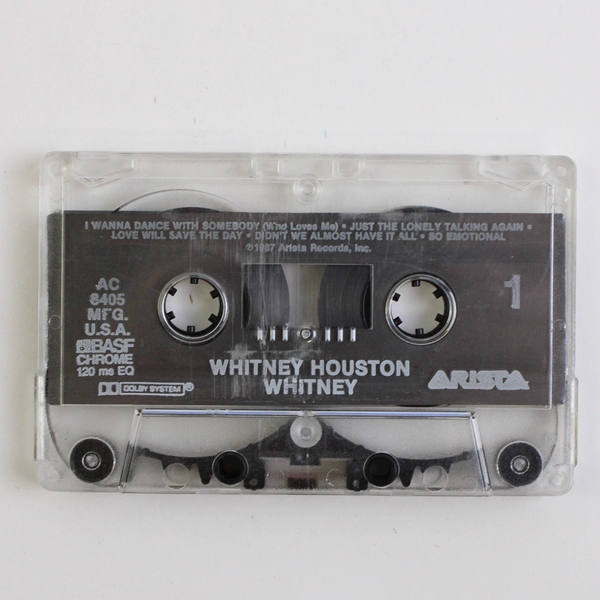 I WANNA DANCE WITH SOMEBODY (Who Loves Me) • JUST THE LONELY TALKING AGAIN •
LOVE WILL SAVE THE DAY • DIDN'T WE ALMOST HAVE IT ALL • SO EMOTIONAL
℗1987 Arista Records, Inc.
AC
8405
MFG.
U.S.A.
BASF
CHROME
120 ms EQ
DOLBY SYSTEM®
1
WHITNEY HOUSTON
WHITNEY
ARISTA